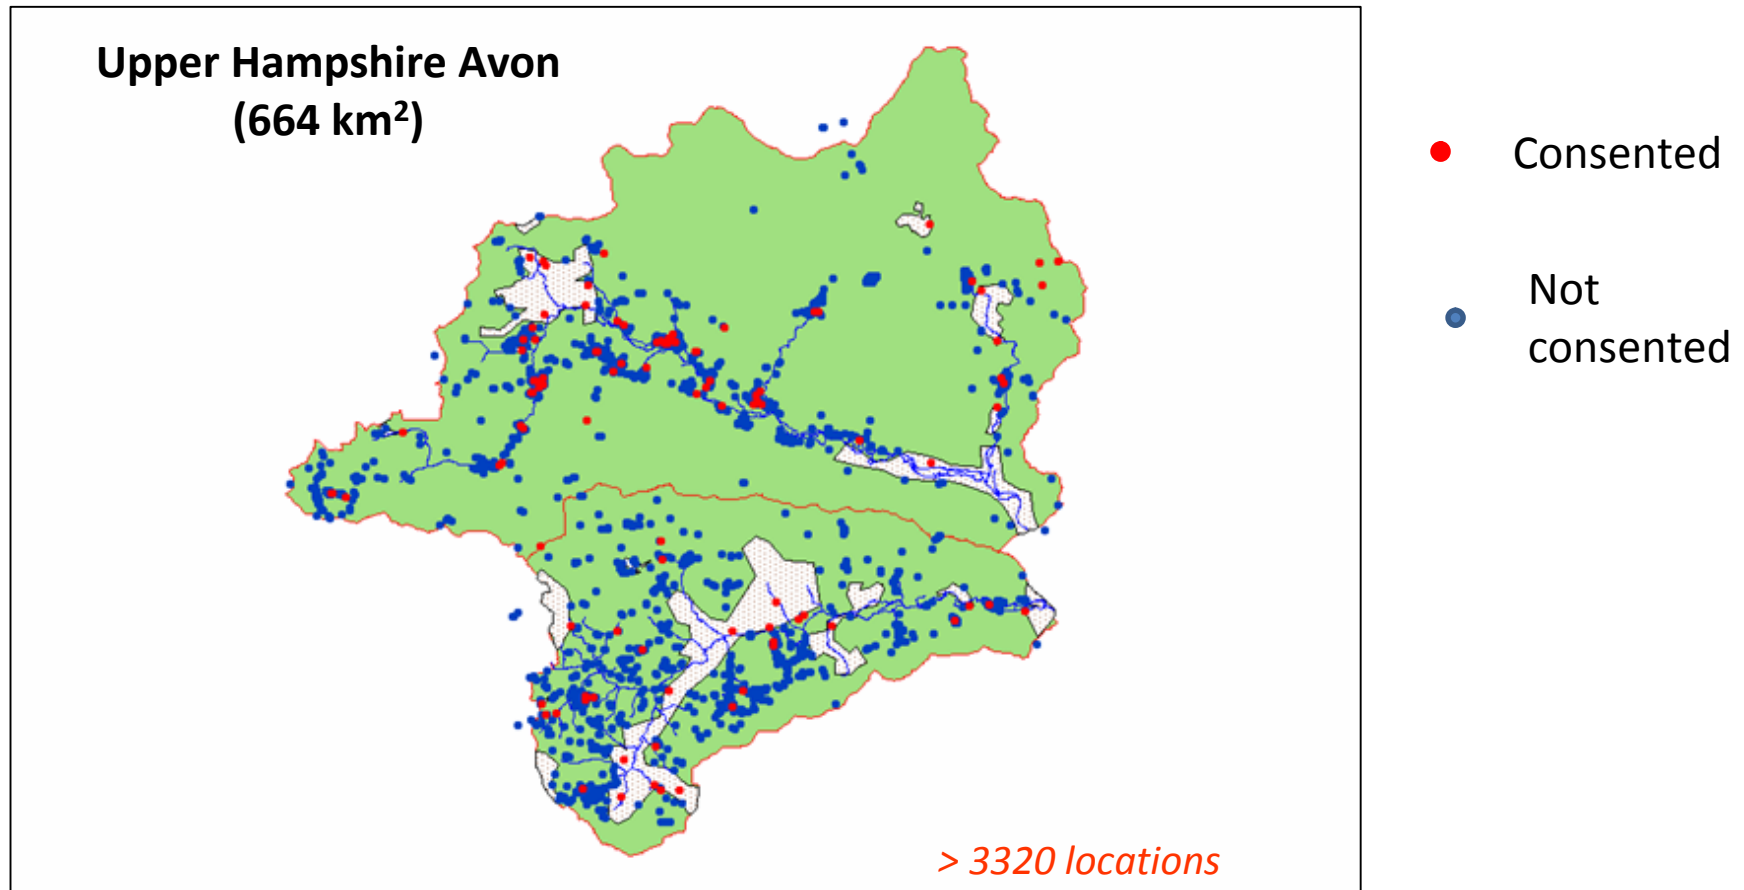 Upper Hampshire Avon
(664 km²)
Consented
Not
consented
> 3320 locations